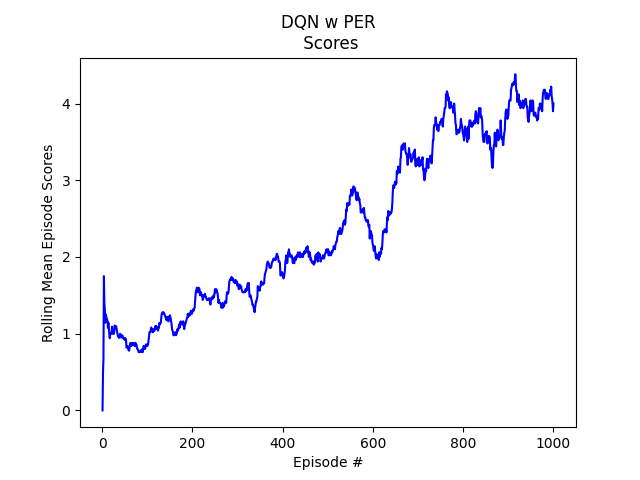 DQN w PER
Scores
Rolling Mean Episode Scores
4
3
2
1
0
0 200 400 600 800 1000
Episode #